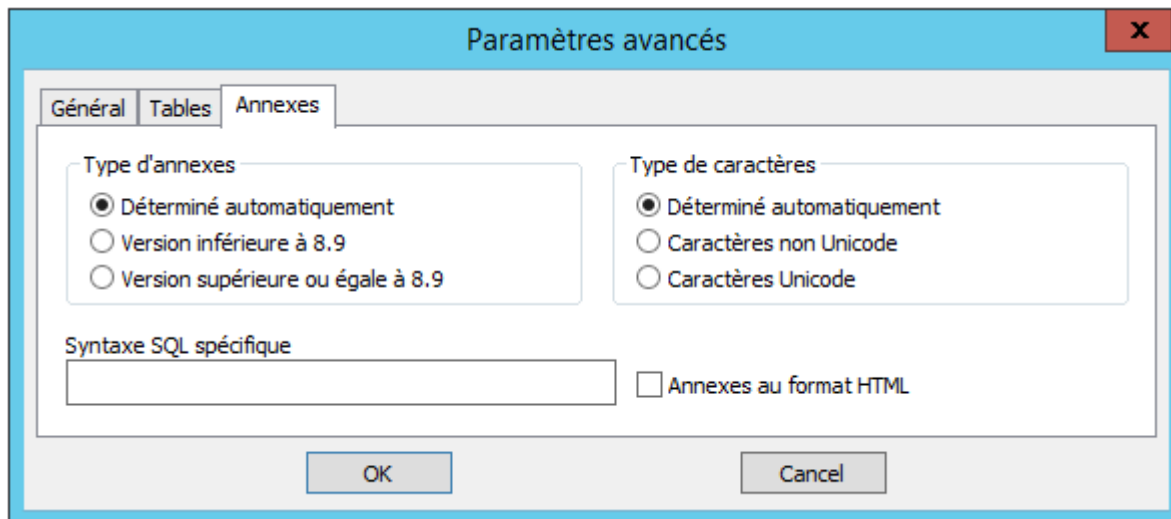 Paramètres avancés
x
Général Tables Annexes
Type d'annexes
Déterminé automatiquement
Version inférieure à 8.9
Version supérieure ou égale à 8.9
Type de caractères
Déterminé automatiquement
Caractères non Unicode
Caractères Unicode
Syntaxe SQL spécifique
Annexes au format HTML
OK Cancel